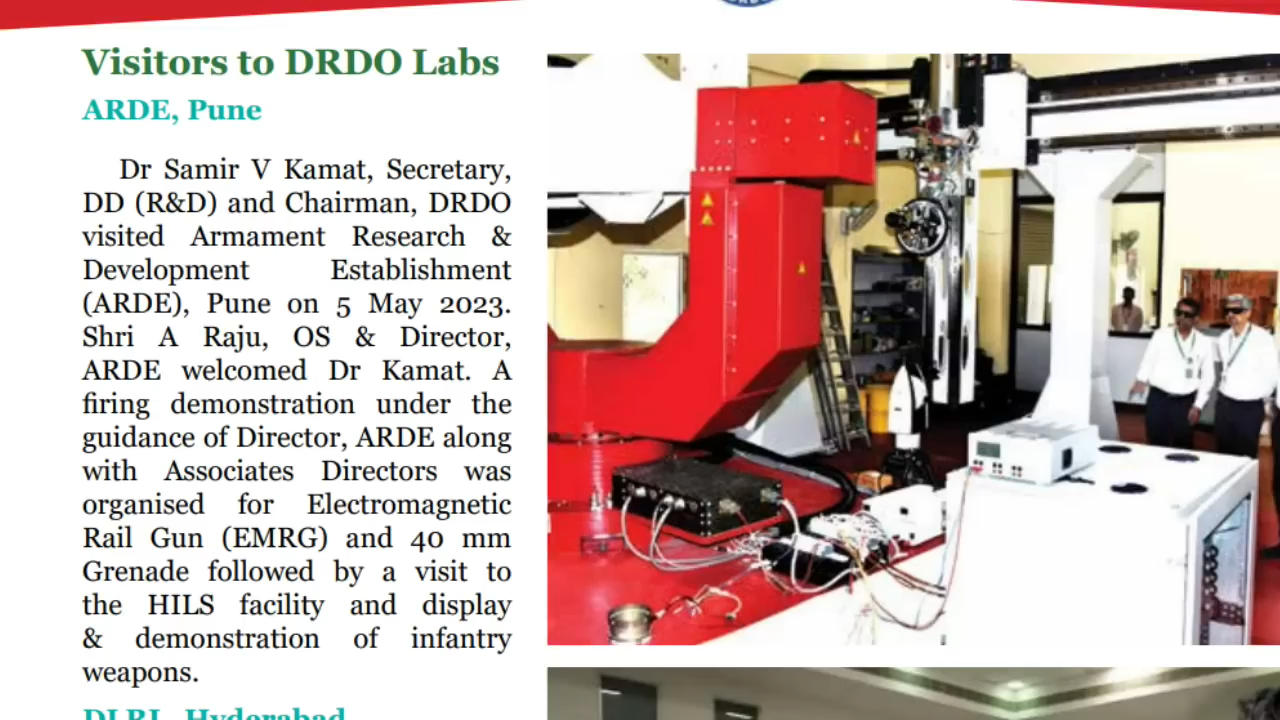 Visitors to DRDO Labs
ARDE, Pune
Dr Samir V Kamat, Secretary,
DD (R&D) and Chairman, DRDO
visited Armament Research &
Development Establishment
(ARDE), Pune on 5 May 2023.
Shri A Raju, OS & Director,
ARDE welcomed Dr Kamat. A
firing demonstration under the
guidance of Director, ARDE along
with Associates Directors was
organised for Electromagnetic
Rail Gun (EMRG) and 40 mm
Grenade followed by a visit to
the HILS facility and display
& demonstration of infantry
weapons.
DLRL, Hyderabad